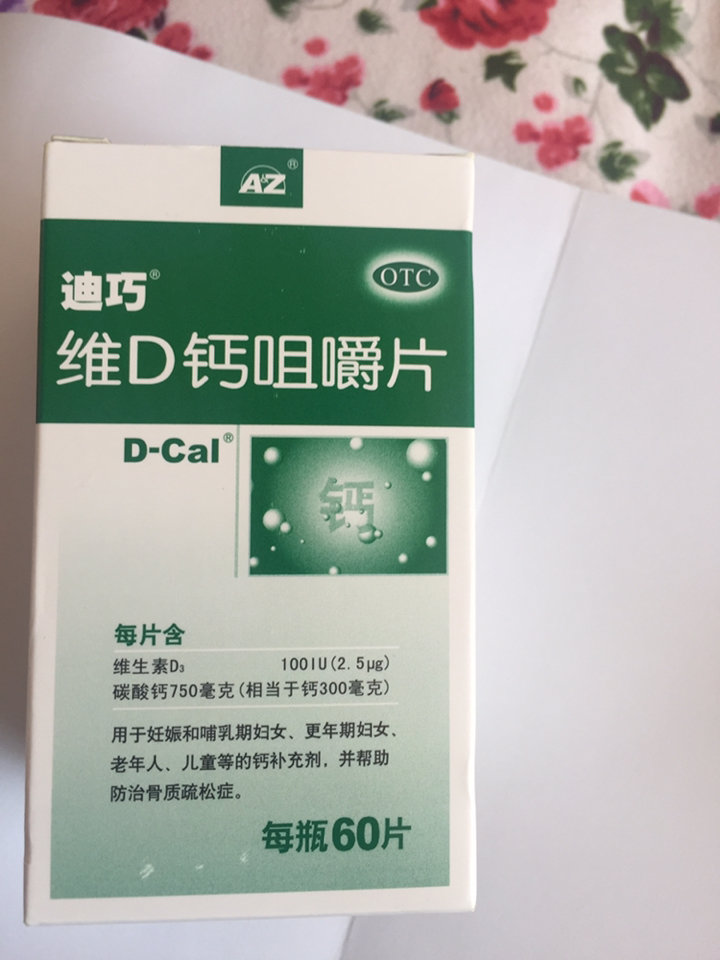 A&Z®
迪巧®
OTC
维D钙咀嚼片
D-Cal®
钙
每片含
维生素D₃ 100IU(2.5μg)
碳酸钙750毫克(相当于钙300毫克)
用于妊娠和哺乳期妇女、更年期妇女、
老年人、儿童等的钙补充剂,并帮助
防治骨质疏松症。
每瓶60片